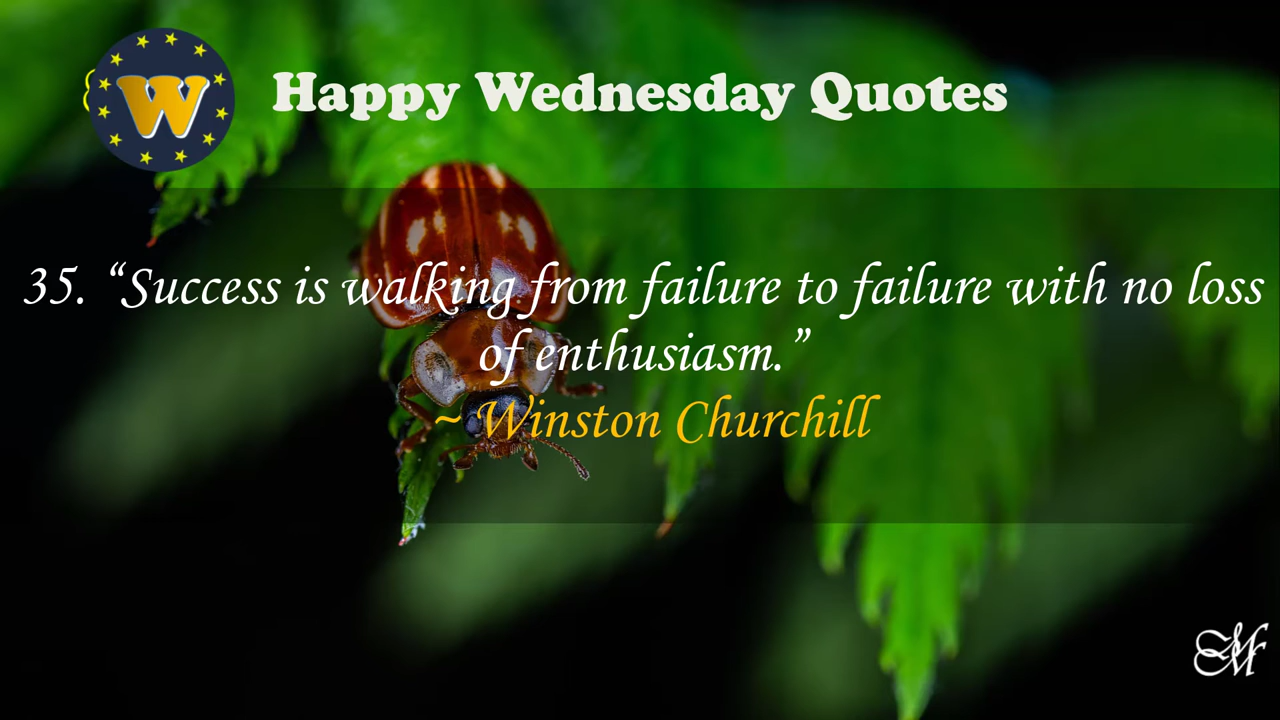 W
Happy Wednesday Quotes
35. “Success is walking from failure to failure with no loss
of enthusiasm.”
~ Winston Churchill